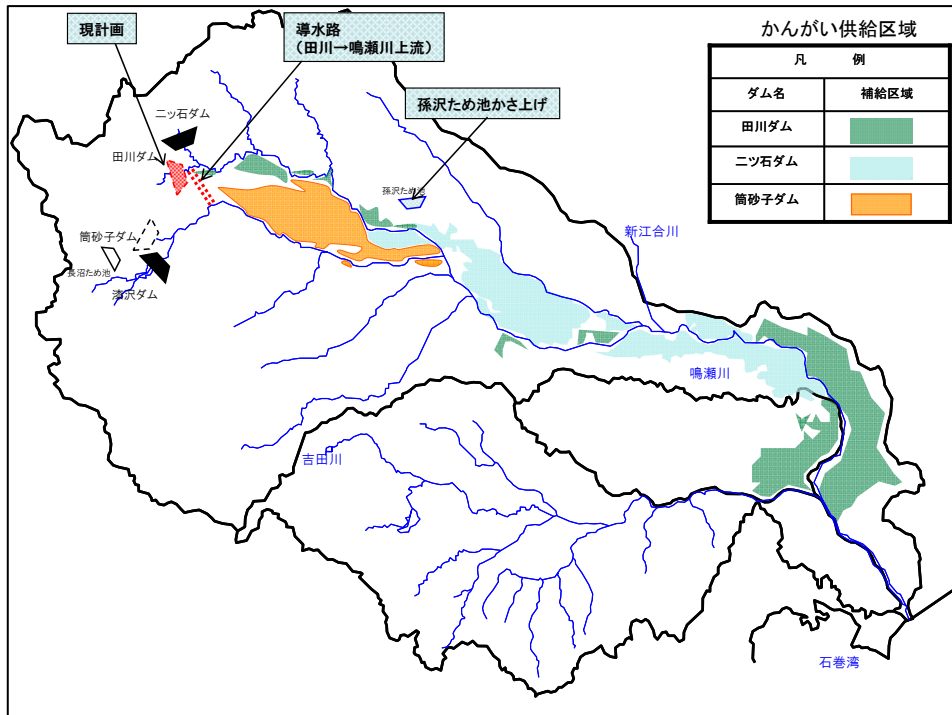 現計画
導水路
（田川→鳴瀬川上流）
孫沢ため池かさ上げ
かんがい供給区域
凡　例
ダム名
補給区域
田川ダム
二ツ石ダム
筒砂子ダム
二ツ石ダム
田川ダム
孫沢ため池
筒砂子ダム
長沼ため池
漆沢ダム
新江合川
鳴瀬川
吉田川
石巻湾